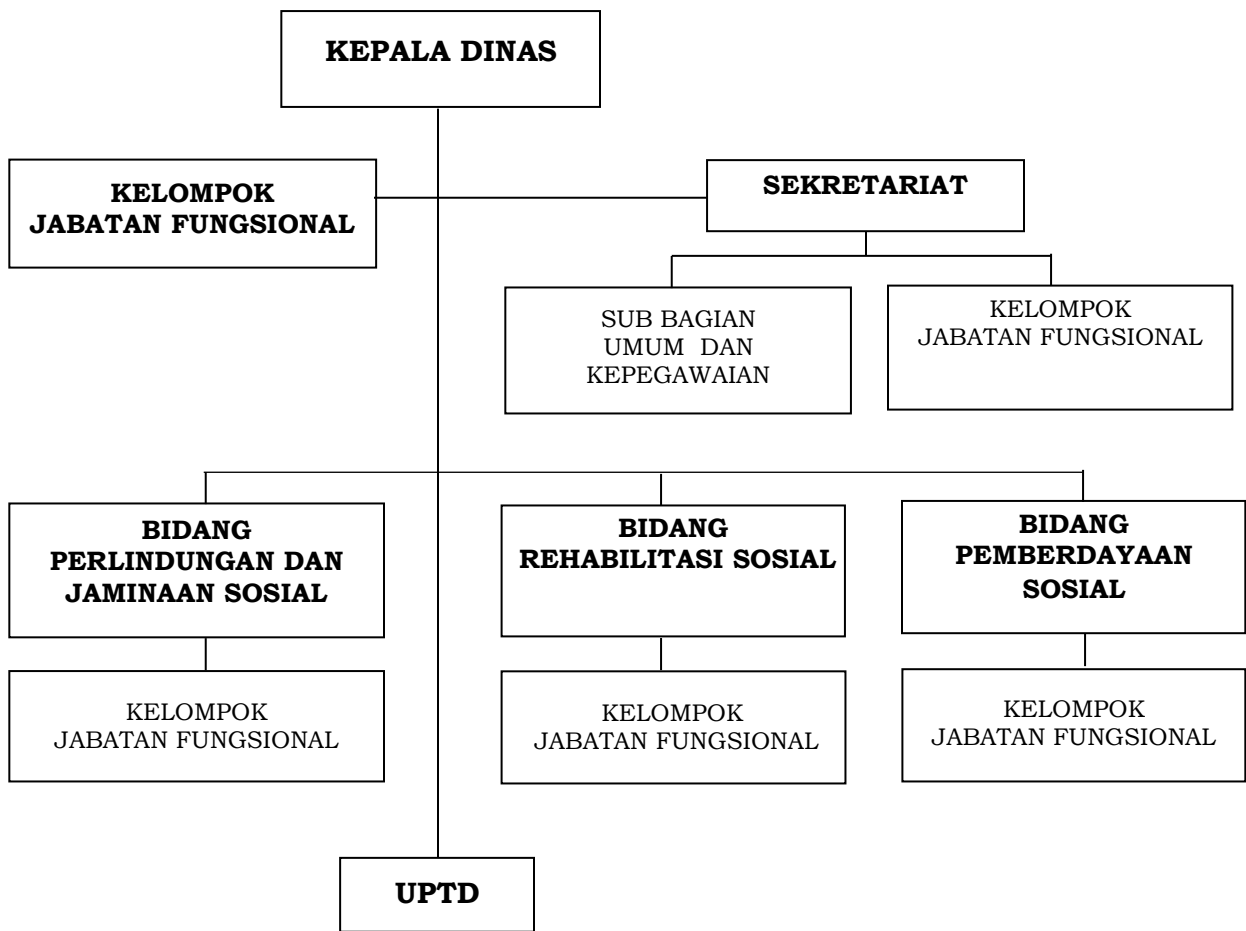 KEPALA DINAS
KELOMPOK
JABATAN FUNGSIONAL
SEKRETARIAT
SUB BAGIAN
UMUM DAN
KEPEGAWAIAN
KELOMPOK
JABATAN FUNGSIONAL
BIDANG
PERLINDUNGAN DAN
JAMINAAN SOSIAL
BIDANG
REHABILITASI SOSIAL
BIDANG
PEMBERDAYAAN
SOSIAL
KELOMPOK
JABATAN FUNGSIONAL
KELOMPOK
JABATAN FUNGSIONAL
KELOMPOK
JABATAN FUNGSIONAL
UPTD